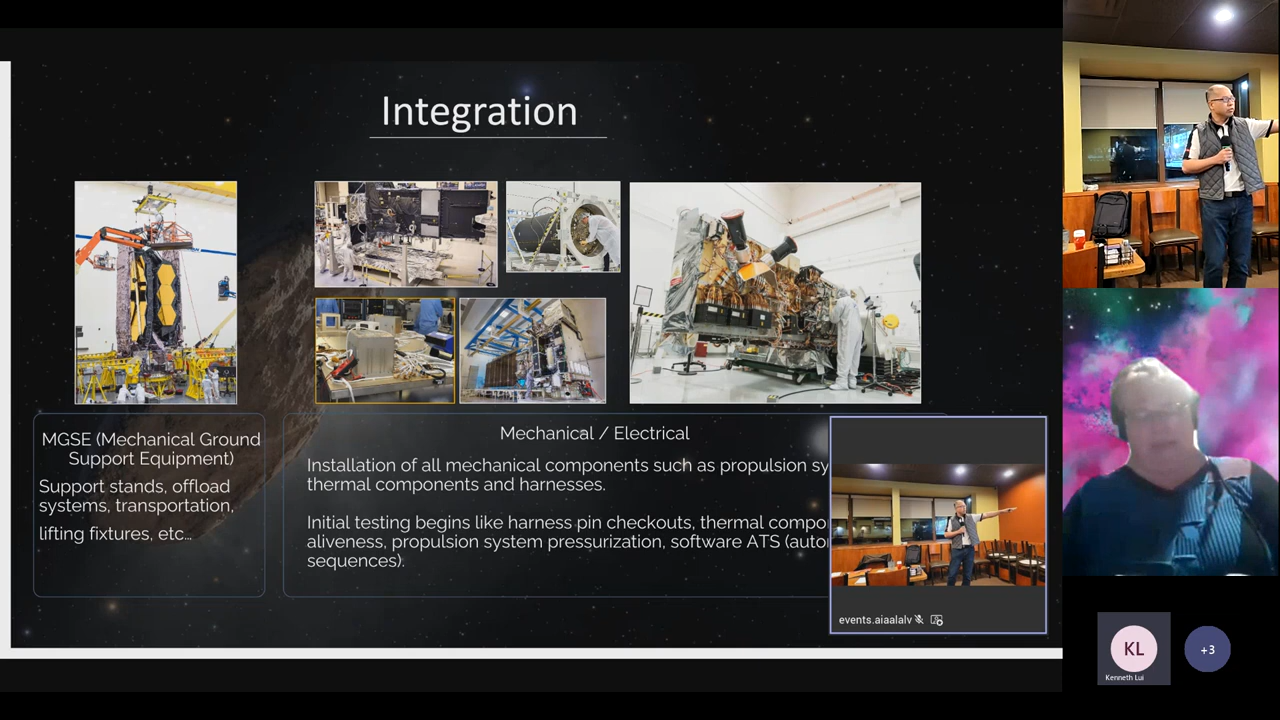 Integration
MGSE (Mechanical Ground
Support Equipment)
Support stands, offload
systems, transportation,
lifting fixtures, etc...
Mechanical / Electrical
Installation of all mechanical components such as propulsion sy
thermal components and harnesses.
Initial testing begins like harness pin checkouts, thermal compo
aliveness, propulsion system pressurization, software ATS (auto
sequences).
events.aiaalalv
KL
Kenneth Lui
+3